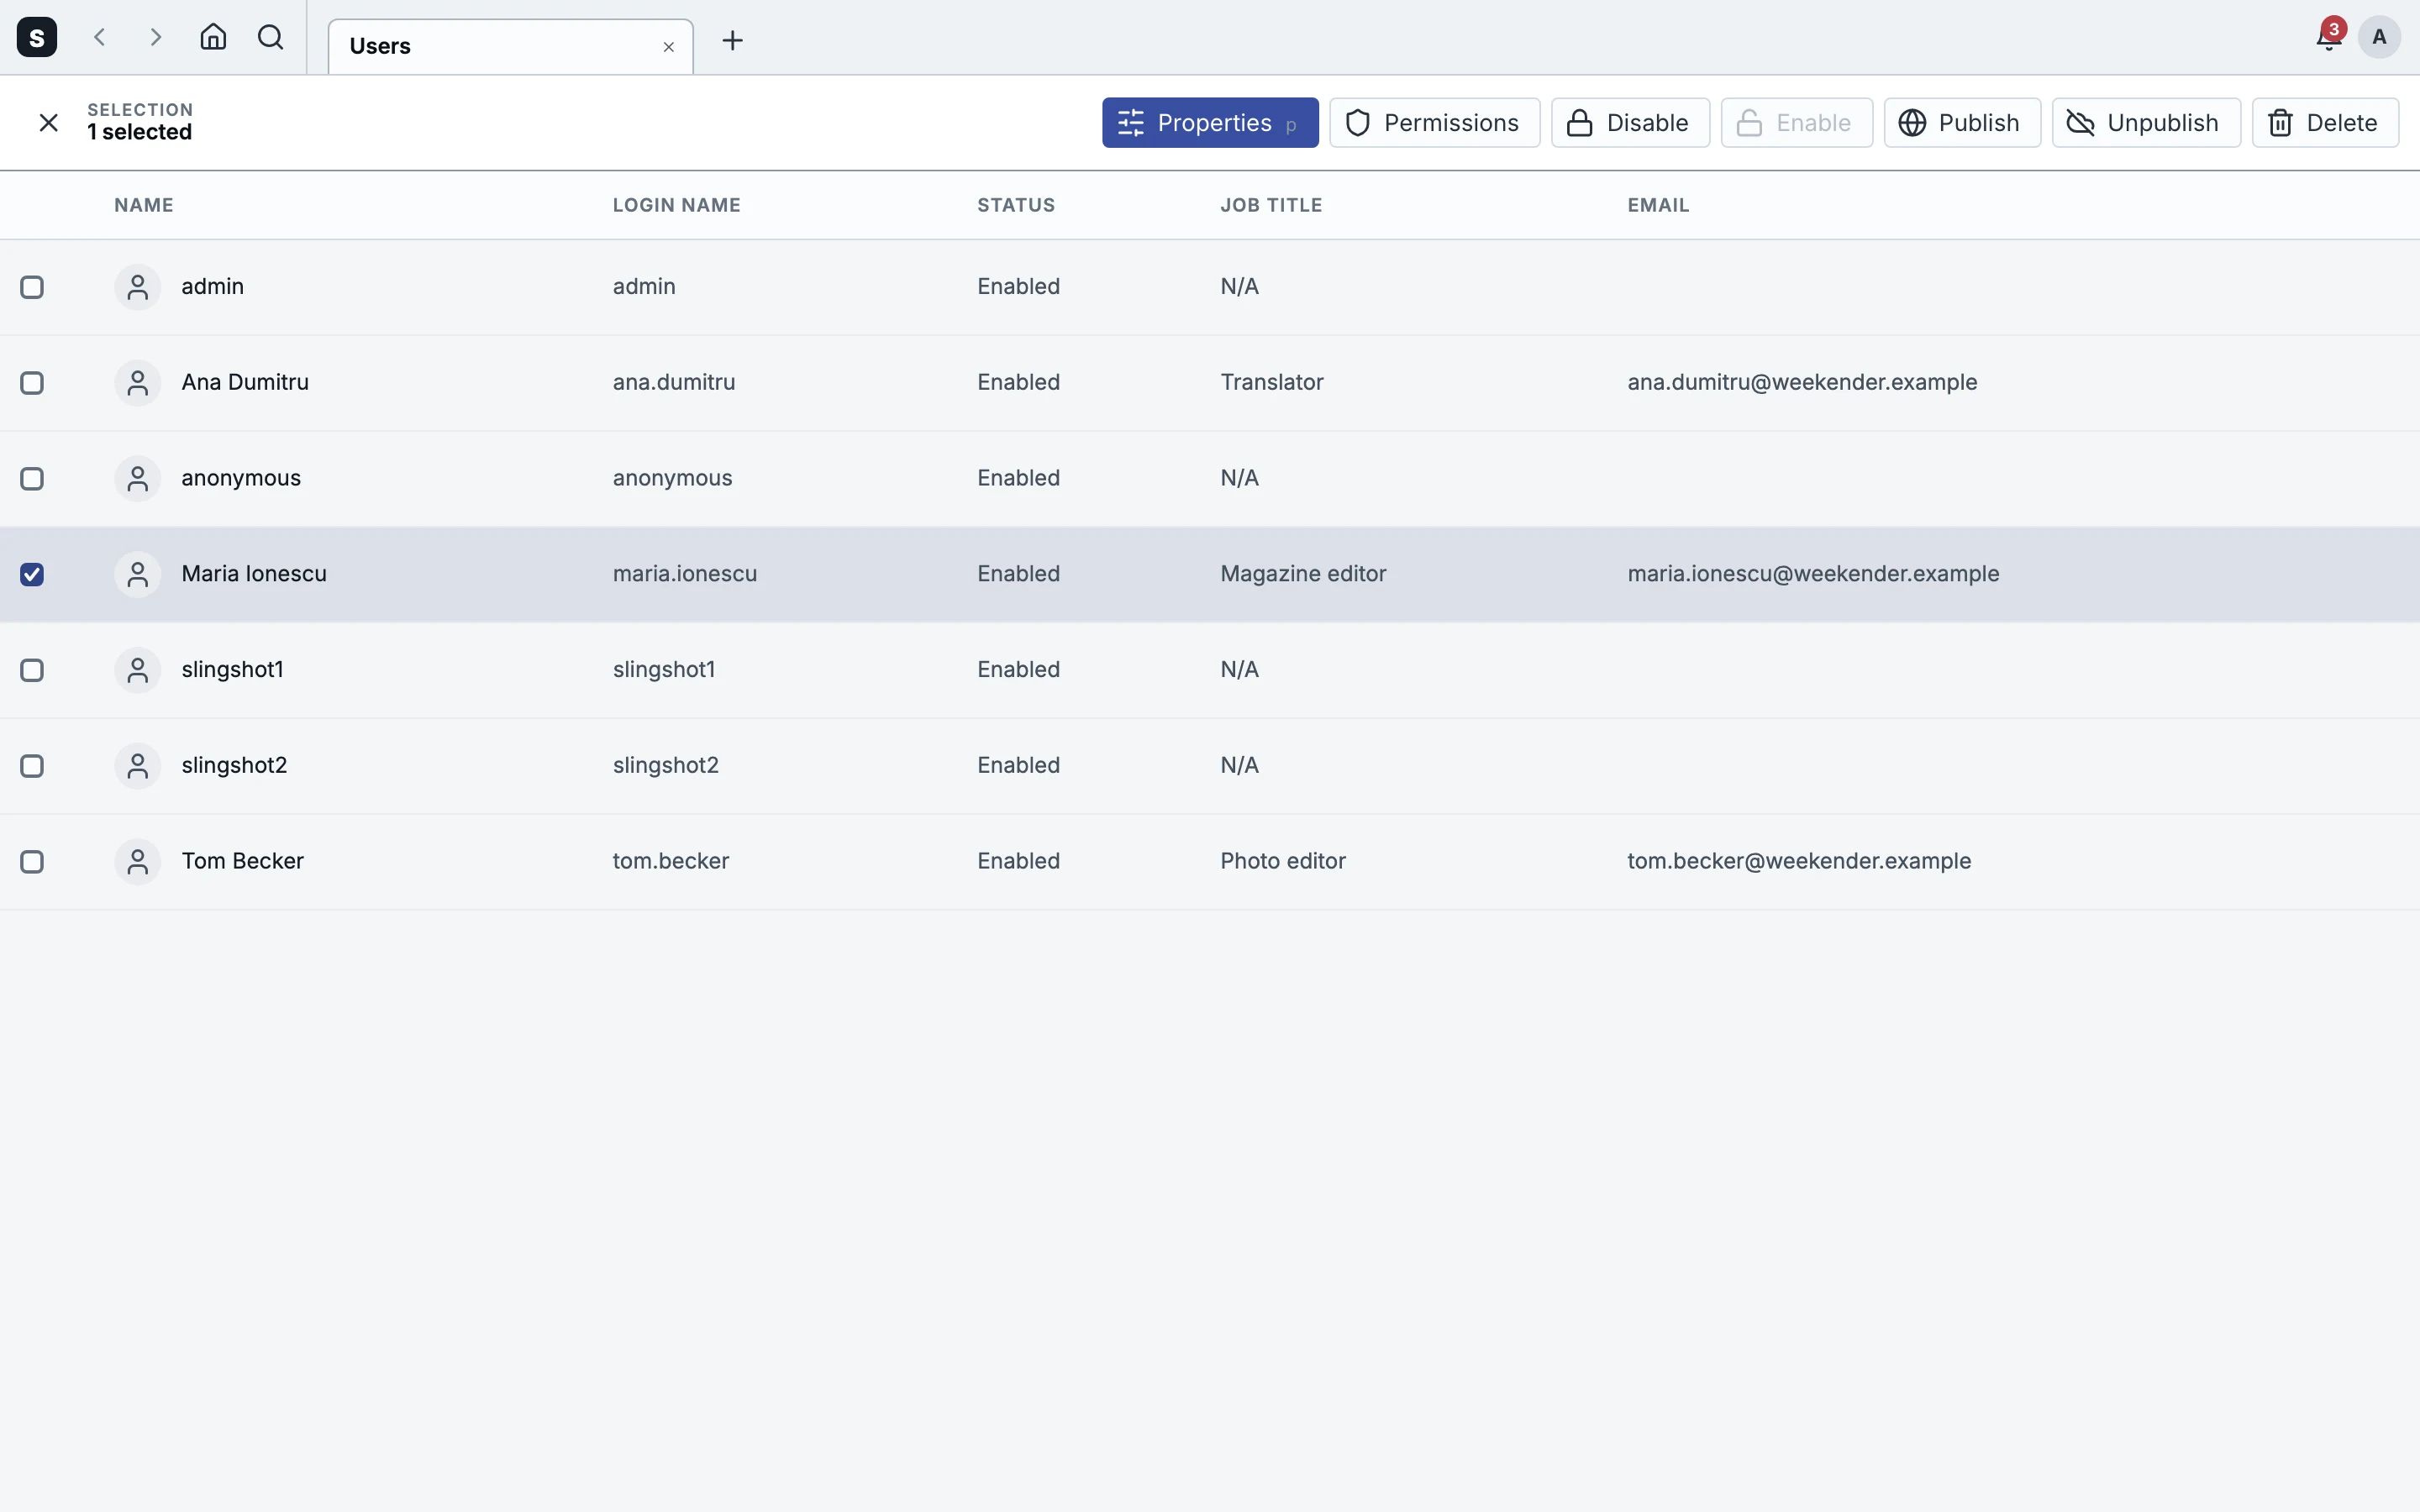 S
Users
3
A
SELECTION
1 selected
Properties p
Permissions
Disable
Enable
Publish
Unpublish
Delete
NAME LOGIN NAME STATUS JOB TITLE EMAIL
admin admin Enabled N/A
Ana Dumitru ana.dumitru Enabled Translator ana.dumitru@weekender.example
anonymous anonymous Enabled N/A
Maria Ionescu maria.ionescu Enabled Magazine editor maria.ionescu@weekender.example
slingshot1 slingshot1 Enabled N/A
slingshot2 slingshot2 Enabled N/A
Tom Becker tom.becker Enabled Photo editor tom.becker@weekender.example